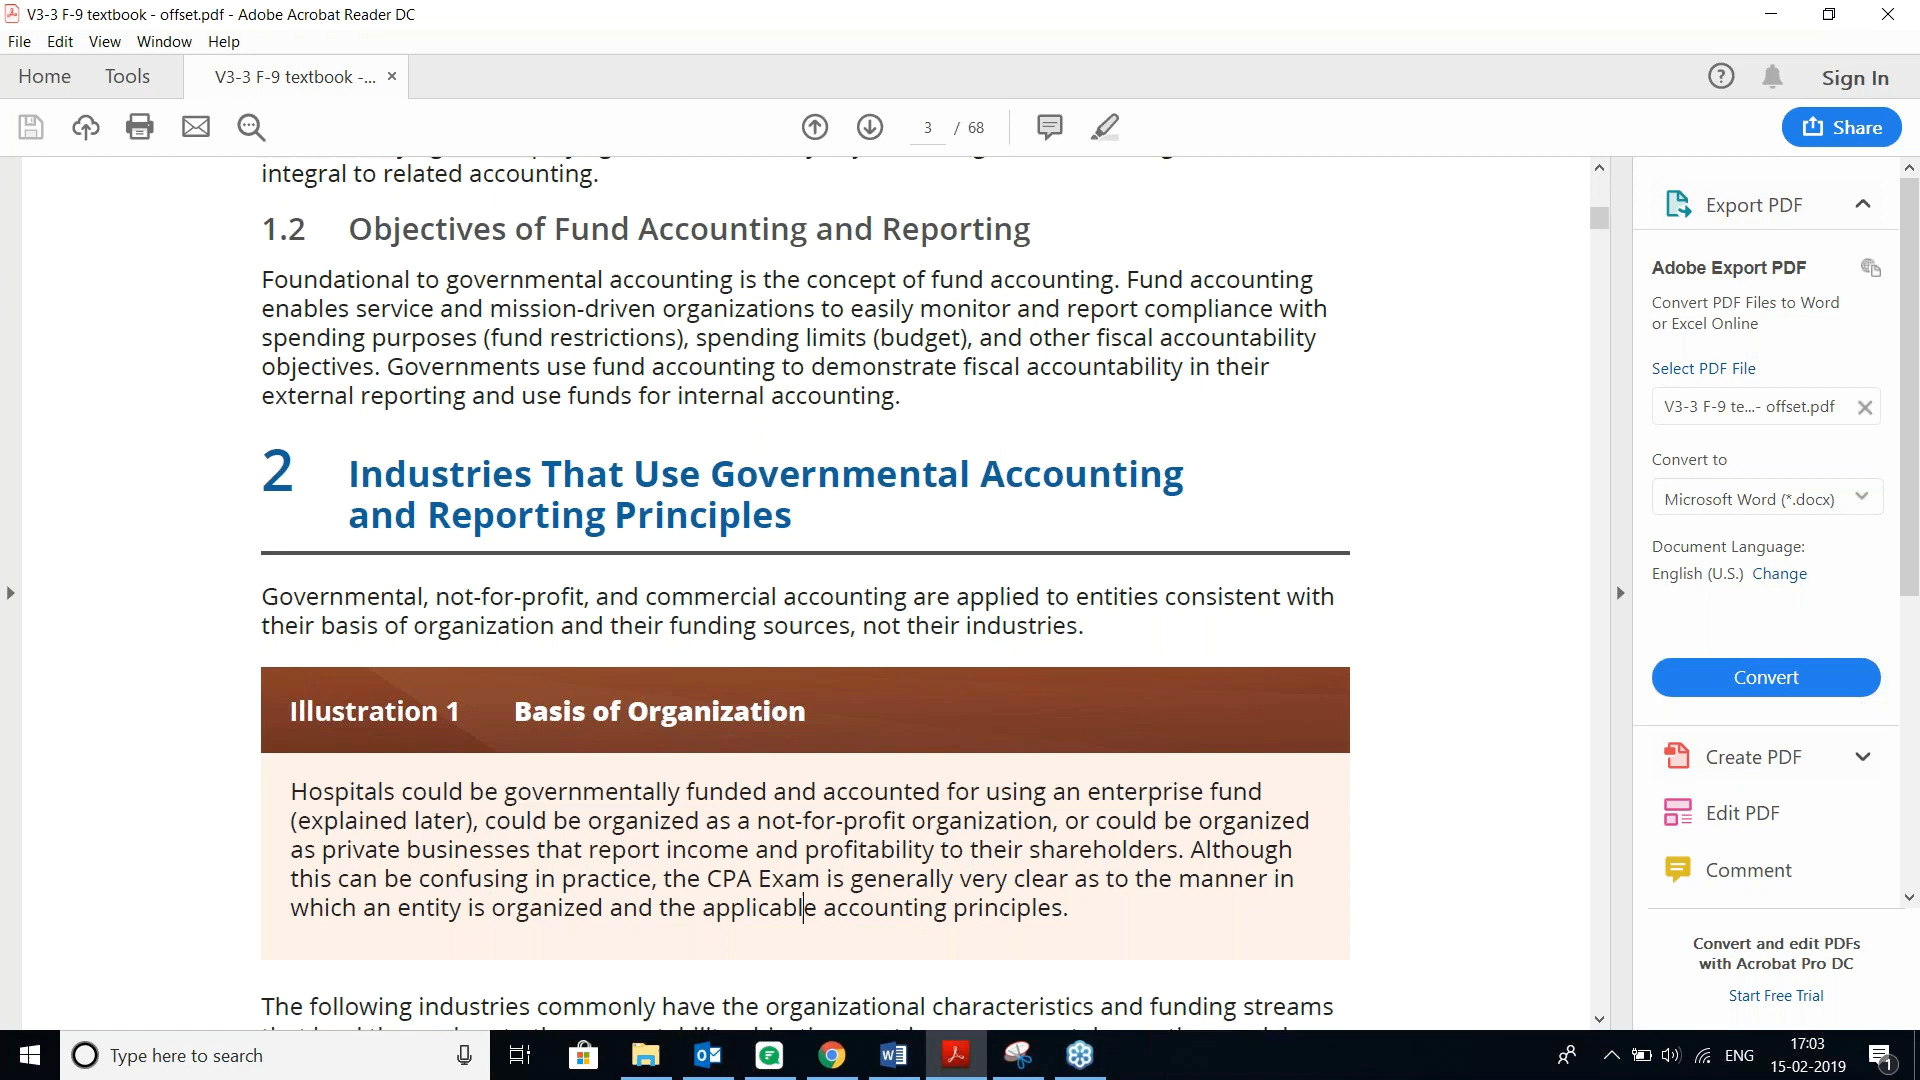 V3-3 F-9 textbook - offset.pdf - Adobe Acrobat Reader DC
File Edit View Window Help
Home Tools V3-3 F-9 textbook -... ×
? Sign In
3 / 68
Share
integral to related accounting.
1.2 Objectives of Fund Accounting and Reporting
Foundational to governmental accounting is the concept of fund accounting. Fund accounting
enables service and mission-driven organizations to easily monitor and report compliance with
spending purposes (fund restrictions), spending limits (budget), and other fiscal accountability
objectives. Governments use fund accounting to demonstrate fiscal accountability in their
external reporting and use funds for internal accounting.
2 Industries That Use Governmental Accounting
and Reporting Principles
Governmental, not-for-profit, and commercial accounting are applied to entities consistent with
their basis of organization and their funding sources, not their industries.
Illustration 1 Basis of Organization
Hospitals could be governmentally funded and accounted for using an enterprise fund
(explained later), could be organized as a not-for-profit organization, or could be organized
as private businesses that report income and profitability to their shareholders. Although
this can be confusing in practice, the CPA Exam is generally very clear as to the manner in
which an entity is organized and the applicable accounting principles.
The following industries commonly have the organizational characteristics and funding streams
Export PDF
Adobe Export PDF
Convert PDF Files to Word
or Excel Online
Select PDF File
V3-3 F-9 te...- offset.pdf
Convert to
Microsoft Word (*.docx)
Document Language:
English (U.S.) Change
Convert
Create PDF
Edit PDF
Comment
Convert and edit PDFs
with Acrobat Pro DC
Start Free Trial
Type here to search
ENG
17:03
15-02-2019
1